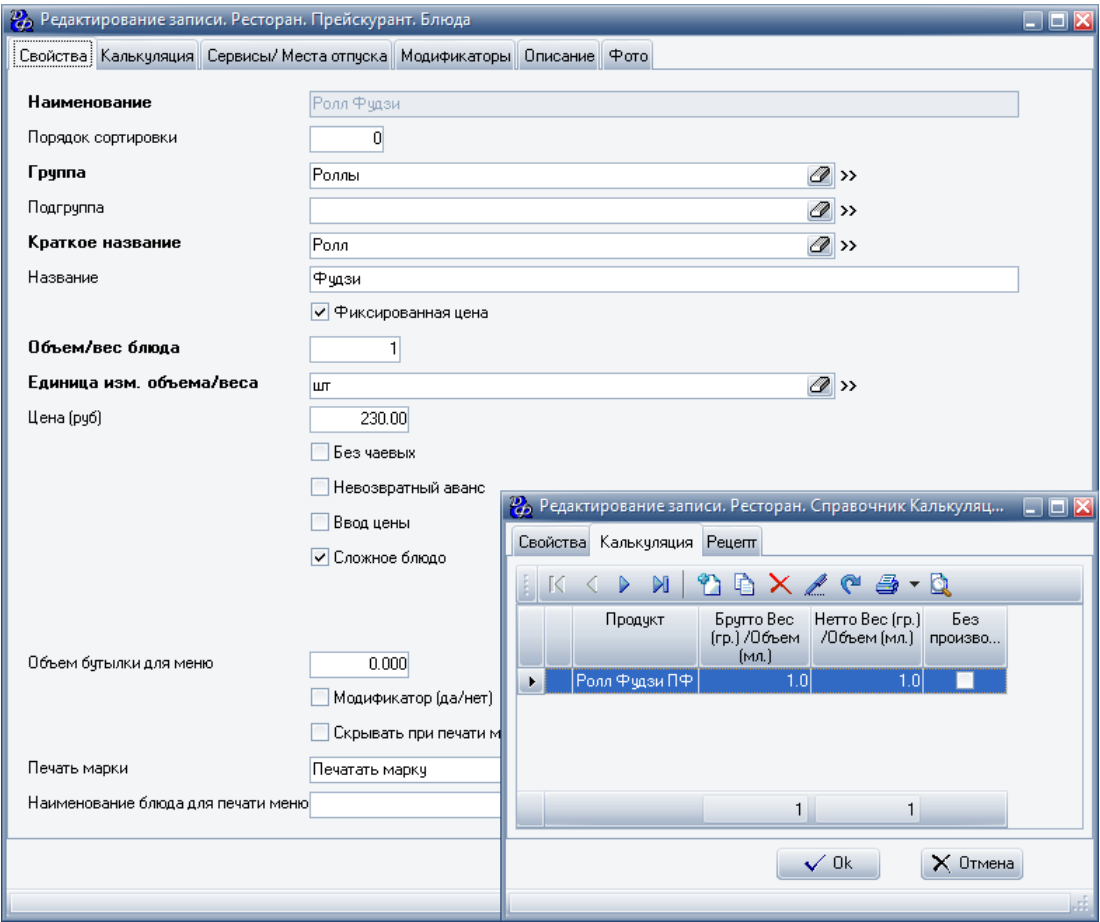 Редактирование записи. Ресторан. Прейскурант. Блюда
Свойства Калькуляция Сервисы/ Места отпуска Модификаторы Описание Фото
Наименование Ролл Фудзи
Порядок сортировки 0
Группа Роллы >>
Подгруппа >>
Краткое название Ролл >>
Название Фудзи
Фиксированная цена
Объем/вес блюда 1
Единица изм. объема/веса шт >>
Цена (руб) 230.00
Без чаевых
Невозвратный аванс
Ввод цены
Сложное блюдо
Объем бутылки для меню 0.000
Модификатор (да/нет)
Скрывать при печати м
Печать марки Печатать марку
Наименование блюда для печати меню
Редактирование записи. Ресторан. Справочник Калькуляц...
Свойства Калькуляция Рецепт
Продукт Брутто Вес Нетто Вес (гр.) Без
(гр.) /Объем /Объем (мл.) произво...
(мл.)
Ролл Фудзи ПФ 1.0 1.0
1 1
Ok Отмена